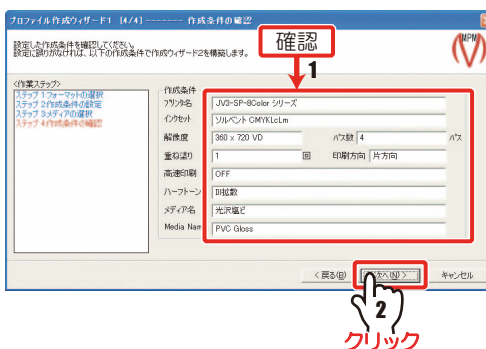 プロファイル作成ウィザード1 [4/4] ------- 作成条件の確認
設定した作成条件を確認してください。
設定に誤りがなければ、以下の作成条件で作成ウィザード2を構築します。
確認
1
(MPM)
<作業ステップ>
ステップ 1:フォーマットの選択
ステップ 2:作成条件の設定
ステップ 3:メディアの選択
ステップ 4:作成条件の確認
作成条件
プリンタ名 JV3-SP-8Color シリーズ
インクセット ソルベント CMYKLcLm
解像度 360 x 720 VD パス数 4 パス
重ね塗り 1 回 印刷方向 片方向
高速印刷 OFF
ハーフトーン DI拡散
メディア名 光沢塩ビ
Media Nam PVC Gloss
< 戻る(B) 次へ(N) > キャンセル
2
クリック